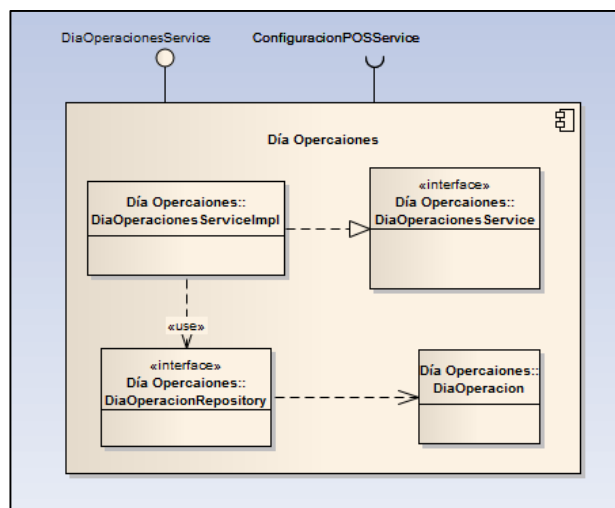 DiaOperacionesService
ConfiguracionPOSService
Día Opercaiones
Día Opercaiones::
DiaOperacionesServiceImpl
«interface»
Día Opercaiones::
DiaOperacionesService
«use»
«interface»
Día Opercaiones::
DiaOperacionRepository
Día Opercaiones::
DiaOperacion